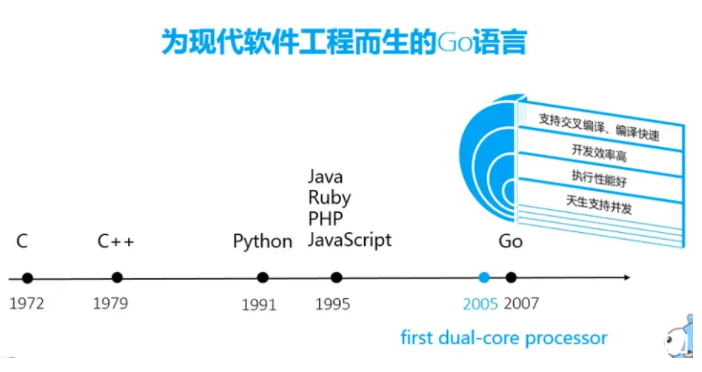 为现代软件工程而生的Go语言
支持交叉编译、编译快速
开发效率高
执行性能好
天生支持并发
Java
Ruby
PHP
C C++ Python JavaScript Go
1972 1979 1991 1995 2005 2007
first dual-core processor